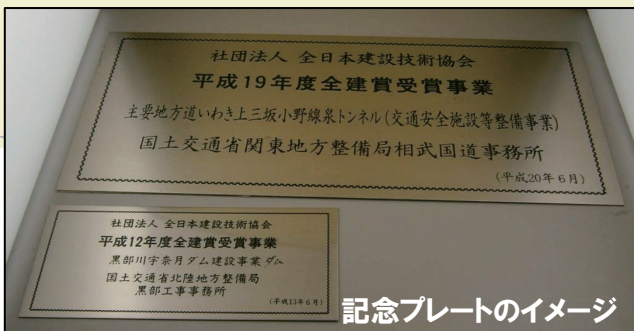 社団法人 全日本建設技術協会
平成19年度全建賞受賞事業
主要地方道いわき上三坂小野線泉トンネル(交通安全施設等整備事業)
国土交通省関東地方整備局相武国道事務所
(平成20年6月)
社団法人 全日本建設技術協会
平成12年度全建賞受賞事業
黒部川宇奈月ダム建設事業 ダム
国土交通省北陸地方整備局
黒部工事事務所
(平成13年6月)
記念プレートのイメージ